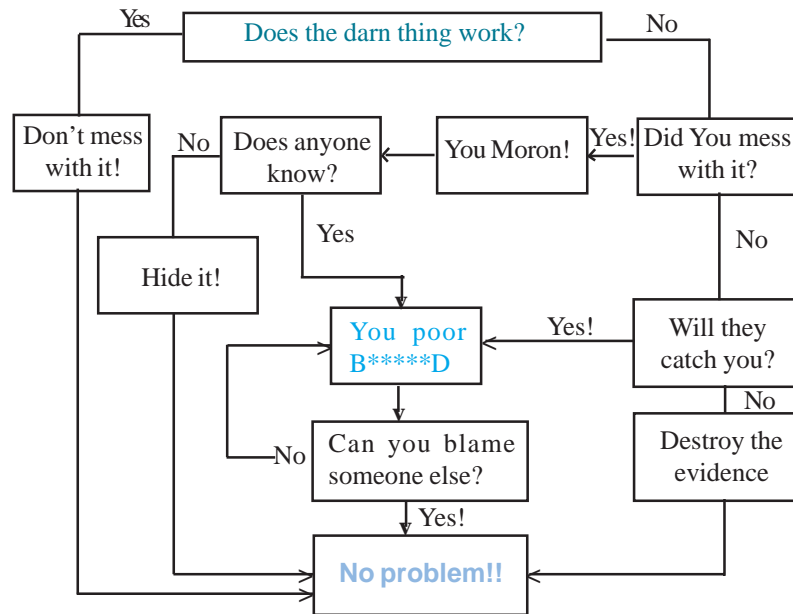 Yes
Does the darn thing work?
No
Don't mess
with it!
No
Does anyone
know?
You Moron!
Yes!
Did You mess
with it?
Yes
No
Hide it!
You poor
B*****D
Yes!
Will they
catch you?
No
No
Can you blame
someone else?
Destroy the
evidence
Yes!
No problem!!